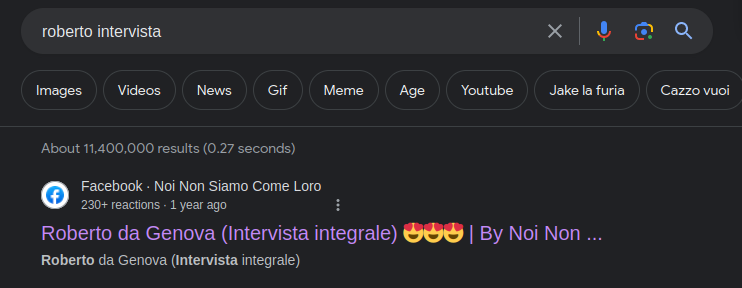 roberto intervista
Images Videos News Gif Meme Age Youtube Jake la furia Cazzo vuoi
About 11,400,000 results (0.27 seconds)
Facebook · Noi Non Siamo Come Loro
230+ reactions · 1 year ago
Roberto da Genova (Intervista integrale) 😍😍😍 | By Noi Non ...
Roberto da Genova (Intervista integrale)